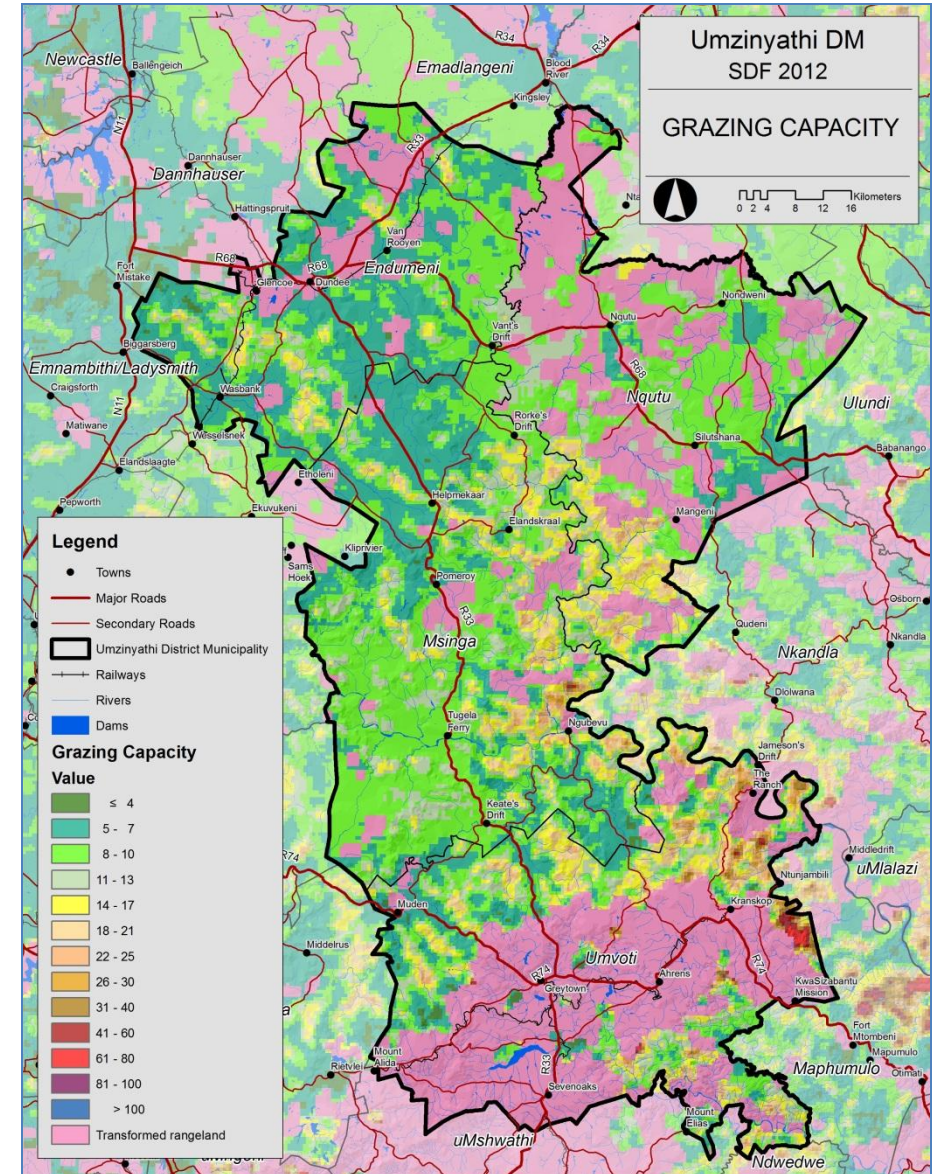 Umzinyathi DM
SDF 2012
GRAZING CAPACITY
0 2 4 8 12 16
Kilometers
Newcastle
Ballengeich
R34
R34
Emadlangeni
Blood
River
Kingsley
N11
R33
Dannhauser
Dannhauser
Hattingspruit
Van
Rooyen
R68
R68
Endumeni
Fort
Mistake
Glencoe
Dundee
Nondweni
Vant's
Drift
Nqutu
Biggarsberg
Emnambithi/Ladysmith
Craigsforth
R68
Wasbank
Nqutu
Ulundi
N11
Matiwane
Rorke's
Drift
Wesselsnek
Silutshana
Babanango
Elandslaagte
Etholeni
Pepworth
Ekuvukeni
Helpmekaar
Mangeni
Elandskraal
Klipriver
Sams
Hoek
Pomeroy
Osborn
R33
Msinga
Qudeni
Nkandla
Nkandla
Dlolwana
Tugela
Ferry
Ngubevu
Jameson's
Drift
The
Ranch
Keate's
Drift
R74
Middledrift
uMlalazi
Ntunjambili
Muden
Kranskop
Middelrus
Umvoti
R74
R74
Greytown
Ahrens
KwaSizabantu
Mission
Fort
Mtombeni
Mapumulo
Maphumulo
Otimati
Mount
Alida
Rietvlei
R33
Sevenoaks
Mount
Elias
uMshwathi
Ndwedwe
Legend
Towns
Major Roads
Secondary Roads
Umzinyathi District Municipality
Railways
Rivers
Dams
Grazing Capacity
Value
≤ 4
5 - 7
8 - 10
11 - 13
14 - 17
18 - 21
22 - 25
26 - 30
31 - 40
41 - 60
61 - 80
81 - 100
> 100
Transformed rangeland